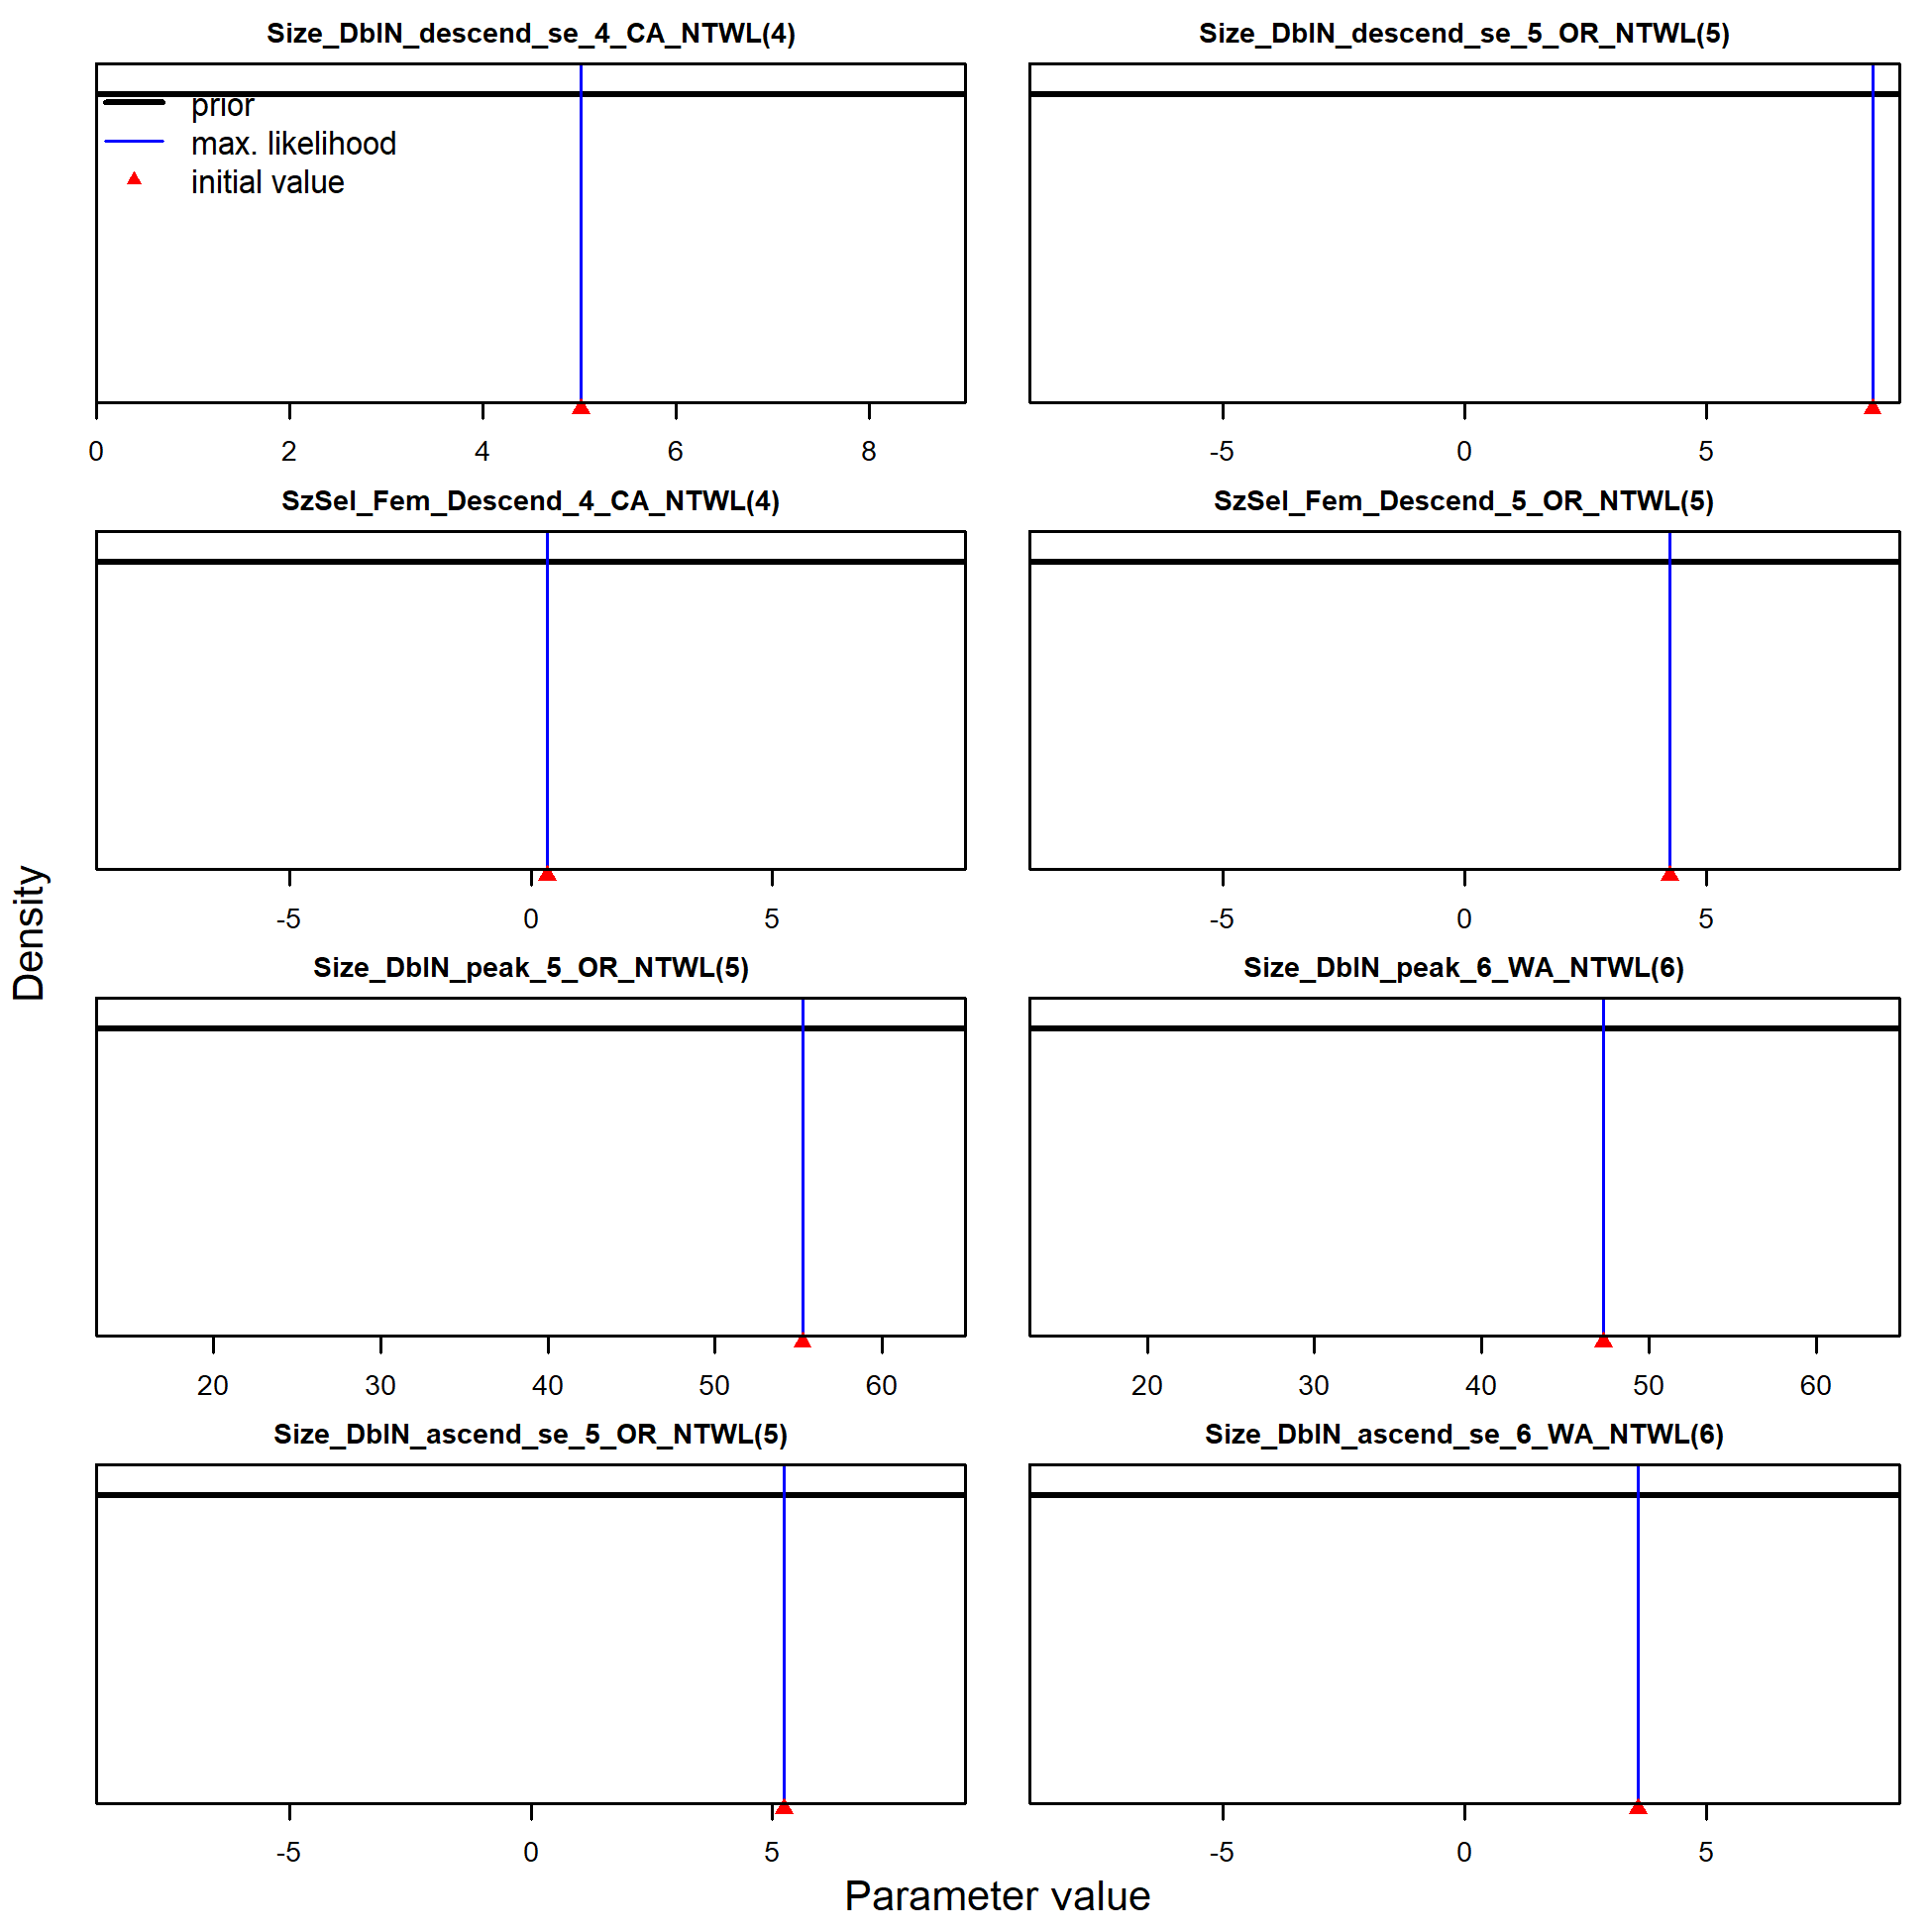 Size_DblN_descend_se_4_CA_NTWL(4)
prior
max. likelihood
initial value
0 2 4 6 8
Size_DblN_descend_se_5_OR_NTWL(5)
-5 0 5
SzSel_Fem_Descend_4_CA_NTWL(4)
-5 0 5
SzSel_Fem_Descend_5_OR_NTWL(5)
-5 0 5
Size_DblN_peak_5_OR_NTWL(5)
20 30 40 50 60
Size_DblN_peak_6_WA_NTWL(6)
20 30 40 50 60
Size_DblN_ascend_se_5_OR_NTWL(5)
-5 0 5
Size_DblN_ascend_se_6_WA_NTWL(6)
-5 0 5
Density
Parameter value